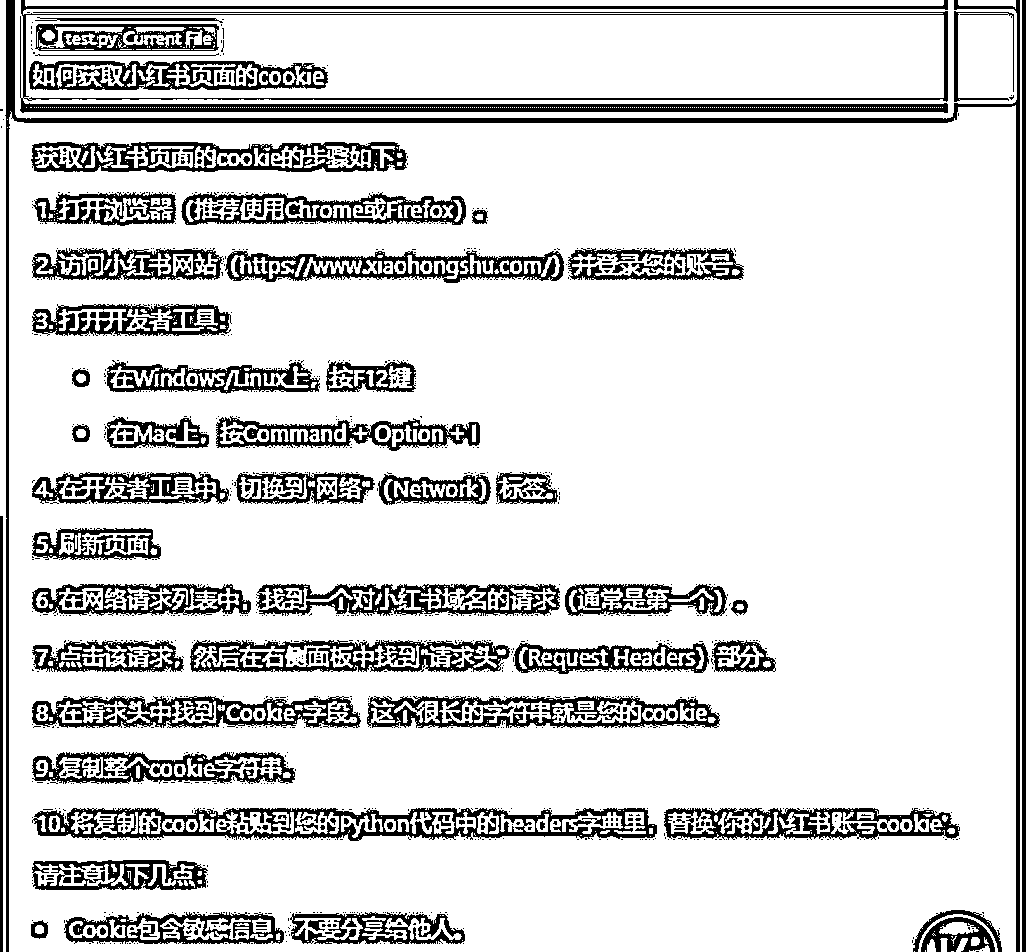 test.py Current File
如何获取小红书页面的cookie
获取小红书页面的cookie的步骤如下：
1. 打开浏览器（推荐使用Chrome或Firefox）。
2. 访问小红书网站（https://www.xiaohongshu.com/）并登录您的账号。
3. 打开开发者工具：
在Windows/Linux上，按F12键
在Mac上，按Command + Option + I
4. 在开发者工具中，切换到"网络"（Network）标签。
5. 刷新页面。
6. 在网络请求列表中，找到一个对小红书域名的请求（通常是第一个）。
7. 点击该请求，然后在右侧面板中找到"请求头"（Request Headers）部分。
8. 在请求头中找到"Cookie"字段。这个很长的字符串就是您的cookie。
9. 复制整个cookie字符串。
10. 将复制的cookie粘贴到您的Python代码中的headers字典里，替换'你的小红书账号cookie'。
请注意以下几点：
Cookie包含敏感信息，不要分享给他人。